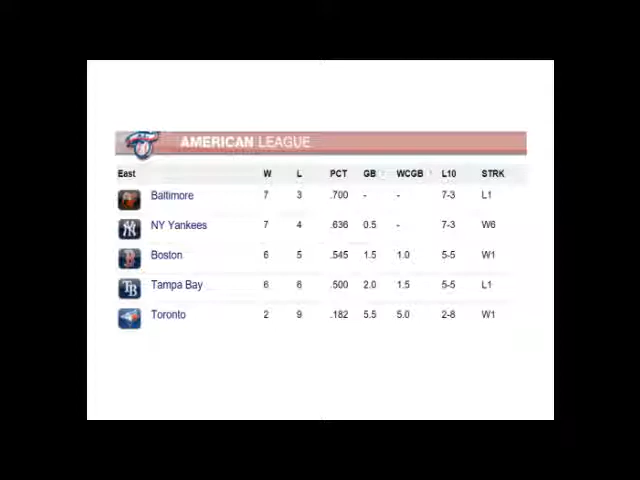 AMERICAN LEAGUE
East W L PCT GB WCGB L10 STRK
Baltimore 7 3 .700 - - 7-3 L1
NY Yankees 7 4 .636 0.5 - 7-3 W6
Boston 6 5 .545 1.5 1.0 5-5 W1
Tampa Bay 6 6 .500 2.0 1.5 5-5 L1
Toronto 2 9 .182 5.5 5.0 2-8 W1